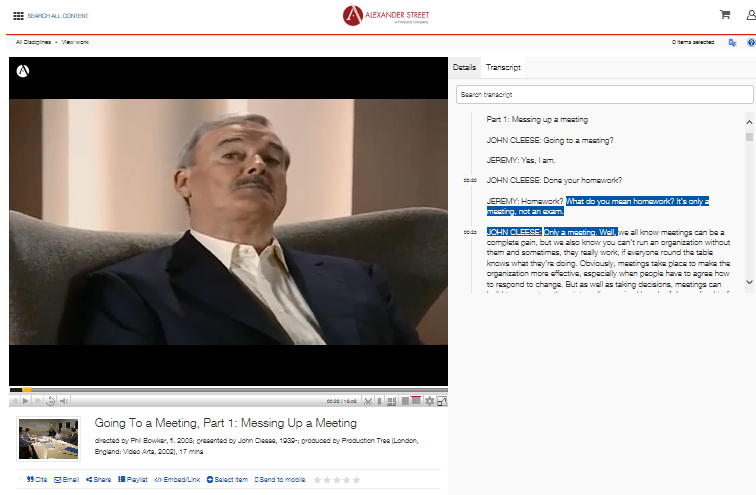 SEARCH ALL CONTENT
ALEXANDER STREET
a ProQuest Company
All Disciplines > View work
0 items selected
Details
Transcript
Search transcript
Part 1: Messing up a meeting
JOHN CLEESE: Going to a meeting?
JEREMY: Yes, I am.
00:20 JOHN CLEESE: Done your homework?
JEREMY: Homework? What do you mean homework? It's only a
meeting, not an exam.
00:20 JOHN CLEESE: Only a meeting. Well, we all know meetings can be a
complete pain, but we also know you can't run an organization without
them and sometimes, they really work, if everyone round the table
knows what they're doing. Obviously, meetings take place to make the
organization more effective, especially when people have to agree how
to respond to change. But as well as taking decisions, meetings can
Going To a Meeting, Part 1: Messing Up a Meeting
directed by Phil Bowker, fl. 2003; presented by John Cleese, 1939-; produced by Production Tree (London,
England: Video Arts, 2002), 17 mins
Cite Email Share Playlist </> Embed/Link Select item Send to mobile